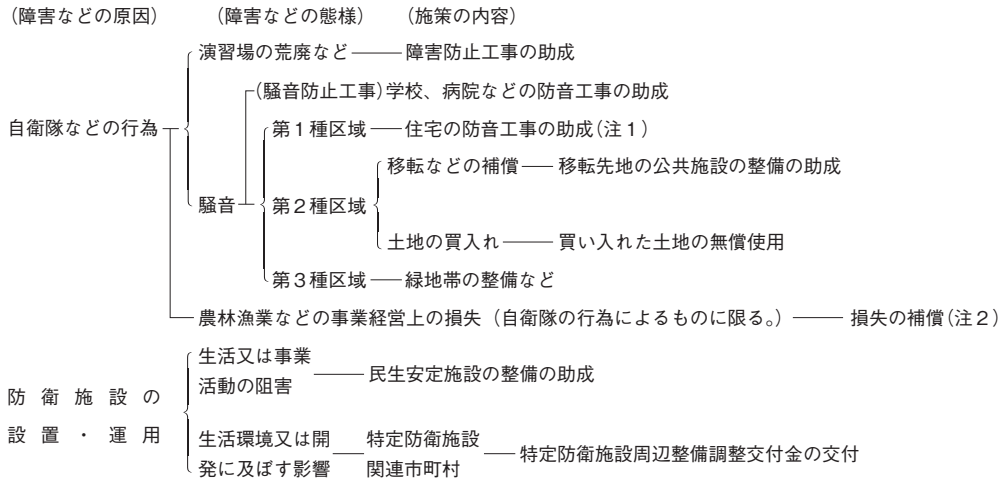 （障害などの原因）　（障害などの態様）　（施策の内容）
演習場の荒廃など　障害防止工事の助成
（騒音防止工事）学校、病院などの防音工事の助成
自衛隊などの行為　第１種区域　住宅の防音工事の助成（注１）
移転などの補償　移転先地の公共施設の整備の助成
騒音　第２種区域
土地の買入れ　買い入れた土地の無償使用
第３種区域　緑地帯の整備など
農林漁業などの事業経営上の損失（自衛隊の行為によるものに限る。）　損失の補償（注２）
生活又は事業
活動の阻害　民生安定施設の整備の助成
防衛施設の
設置・運用
生活環境又は開　特定防衛施設
発に及ぼす影響　関連市町村　特定防衛施設周辺整備調整交付金の交付